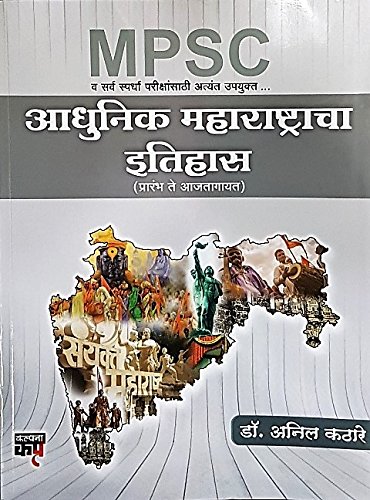 MPSC
व सर्व स्पर्धा परीक्षांसाठी अत्यंत उपयुक्त ...
आधुनिक महाराष्ट्राचा
इतिहास
(प्रारंभ ते आजतागायत)
संयुक्त
महाराष्ट्र
कल्पना
डॉ. अनिल कठारे